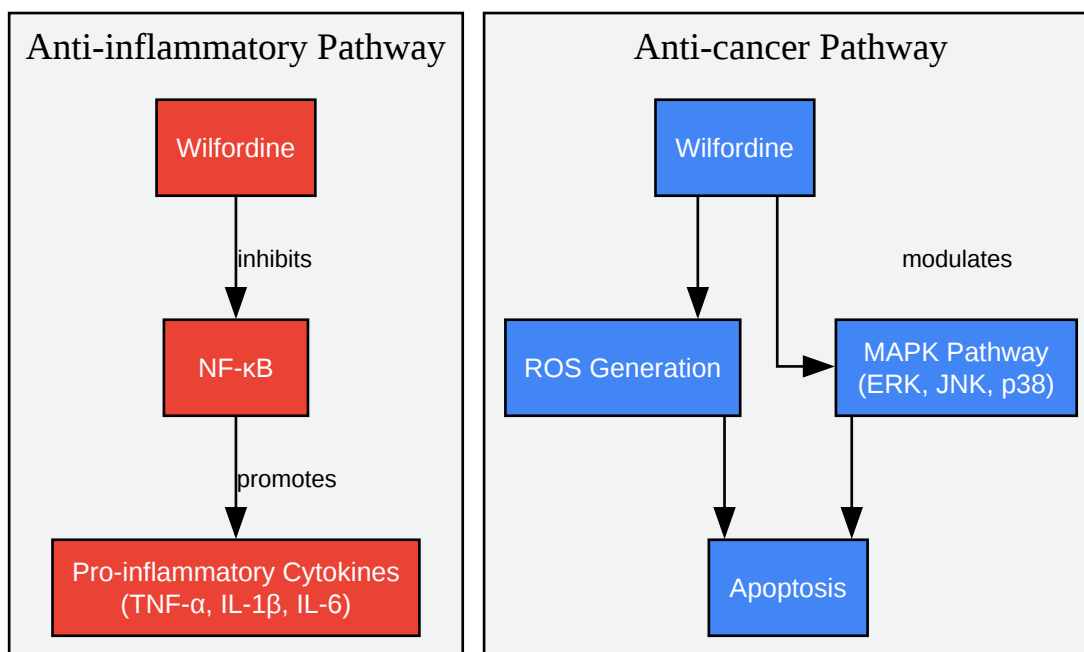 Anti-inflammatory Pathway
Wilfordine
inhibits
NF-κB
promotes
Pro-inflammatory Cytokines
(TNF-α, IL-1β, IL-6)
Anti-cancer Pathway
Wilfordine
modulates
ROS Generation
MAPK Pathway
(ERK, JNK, p38)
Apoptosis